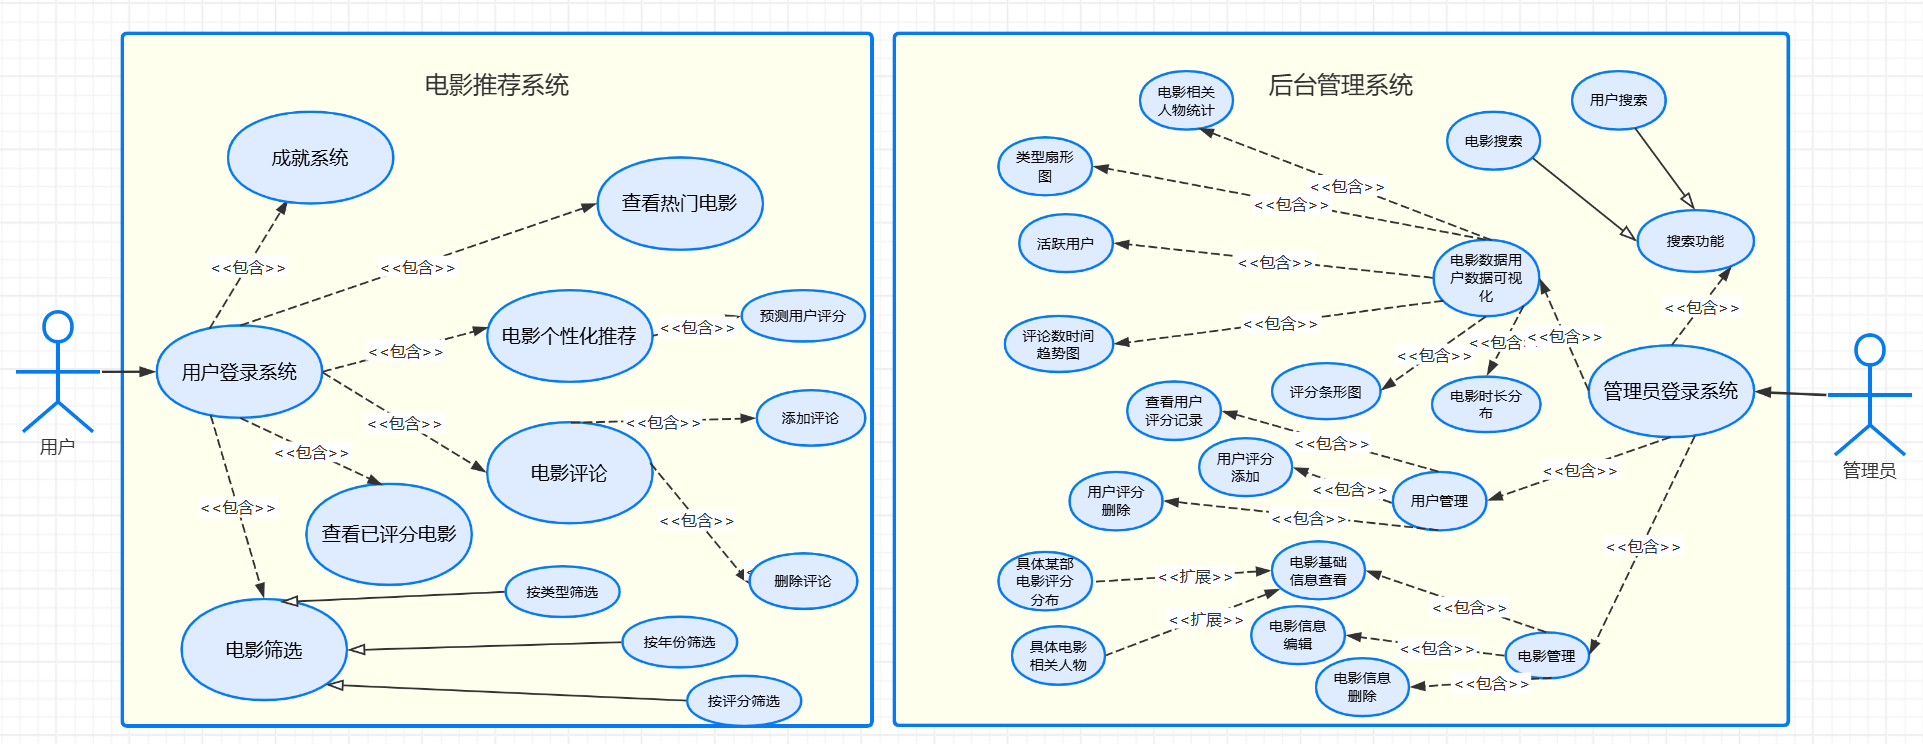 电影推荐系统
成就系统
查看热门电影
<<包含>>
<<包含>>
预测用户评分
电影个性化推荐
<<包含>>
<<包含>>
用户登录系统
用户
添加评论
<<包含>>
<<包含>>
<<包含>>
电影评论
<<包含>>
<<包含>>
查看已评分电影
删除评论
按类型筛选
按年份筛选
电影筛选
按评分筛选
后台管理系统
电影相关
人物统计
用户搜索
电影搜索
类型扇形
图
<<包含>>
<<包含>>
活跃用户
搜索功能
<<包含>>
电影数据用
户数据可视
化
<<包含>>
<<包含>>
评论数时间
趋势图
<<包含>>
<<包含>>
<<包含>>
评分条形图
电影时长分
布
管理员登录系统
管理员
查看用户
评分记录
<<包含>>
<<包含>>
用户评分
添加
<<包含>>
用户评分
删除
用户管理
<<包含>>
<<包含>>
具体某部
电影评分
分布
<<扩展>>
电影基础
信息查看
<<包含>>
<<扩展>>
电影信息
编辑
<<包含>>
电影管理
具体电影
相关人物
电影信息
删除
<<包含>>